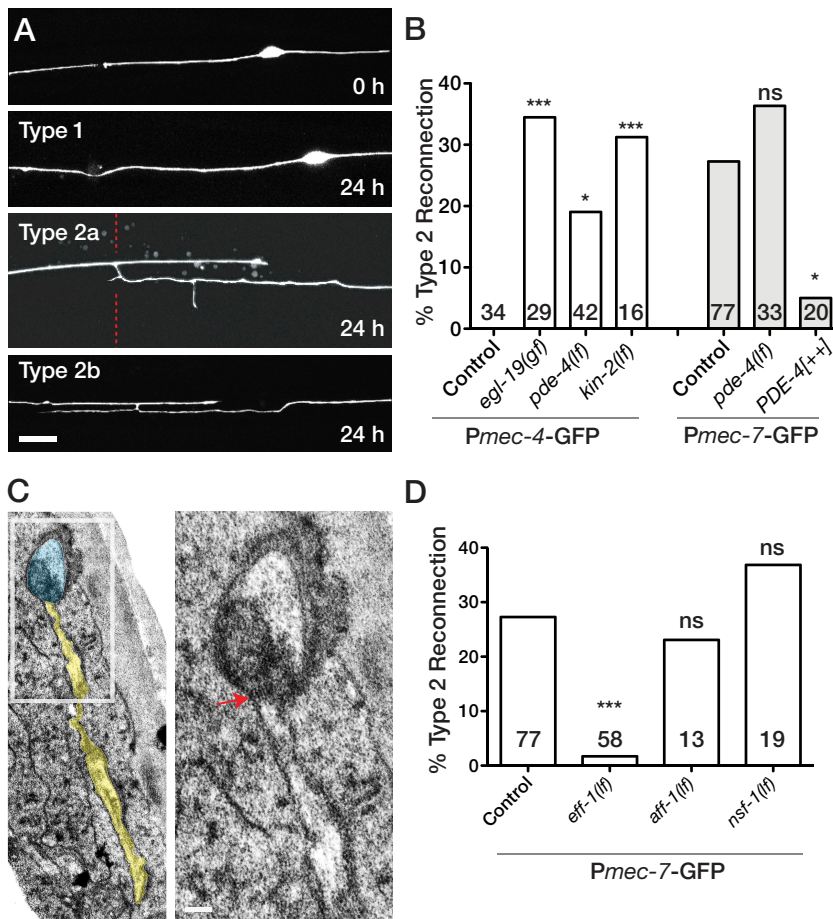 A
0 h
Type 1
24 h
Type 2a
24 h
Type 2b
24 h
B
% Type 2 Reconnection
40
30
20
10
0
***
*
***
ns
*
34
29
42
16
77
33
20
Control
egl-19(gf)
pde-4(lf)
kin-2(lf)
Control
pde-4(lf)
PDE-4[++]
Pmec-4-GFP
Pmec-7-GFP
C
D
% Type 2 Reconnection
40
30
20
10
0
***
ns
ns
77
58
13
19
Control
eff-1(lf)
aff-1(lf)
nsf-1(lf)
Pmec-7-GFP